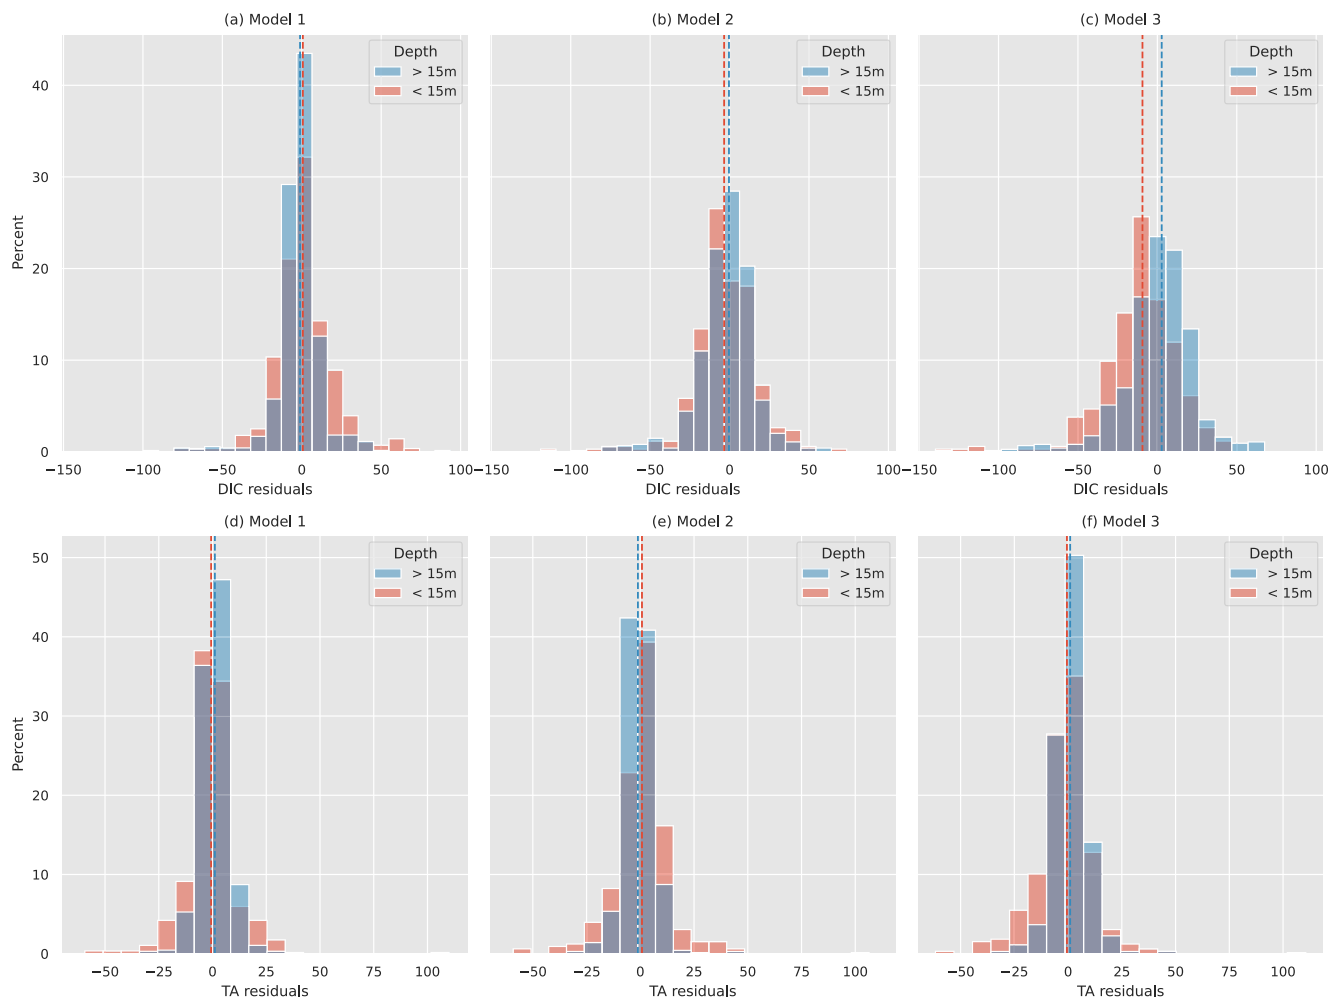 (a) Model 1
(b) Model 2
(c) Model 3
Depth
> 15m
< 15m
Depth
> 15m
< 15m
Depth
> 15m
< 15m
Percent
40
30
20
10
0
−150 −100 −50 0 50 100
−150 −100 −50 0 50 100
−150 −100 −50 0 50 100
DIC residuals
DIC residuals
DIC residuals
(d) Model 1
(e) Model 2
(f) Model 3
Depth
> 15m
< 15m
Depth
> 15m
< 15m
Depth
> 15m
< 15m
Percent
50
40
30
20
10
0
−50 −25 0 25 50 75 100
−50 −25 0 25 50 75 100
−50 −25 0 25 50 75 100
TA residuals
TA residuals
TA residuals